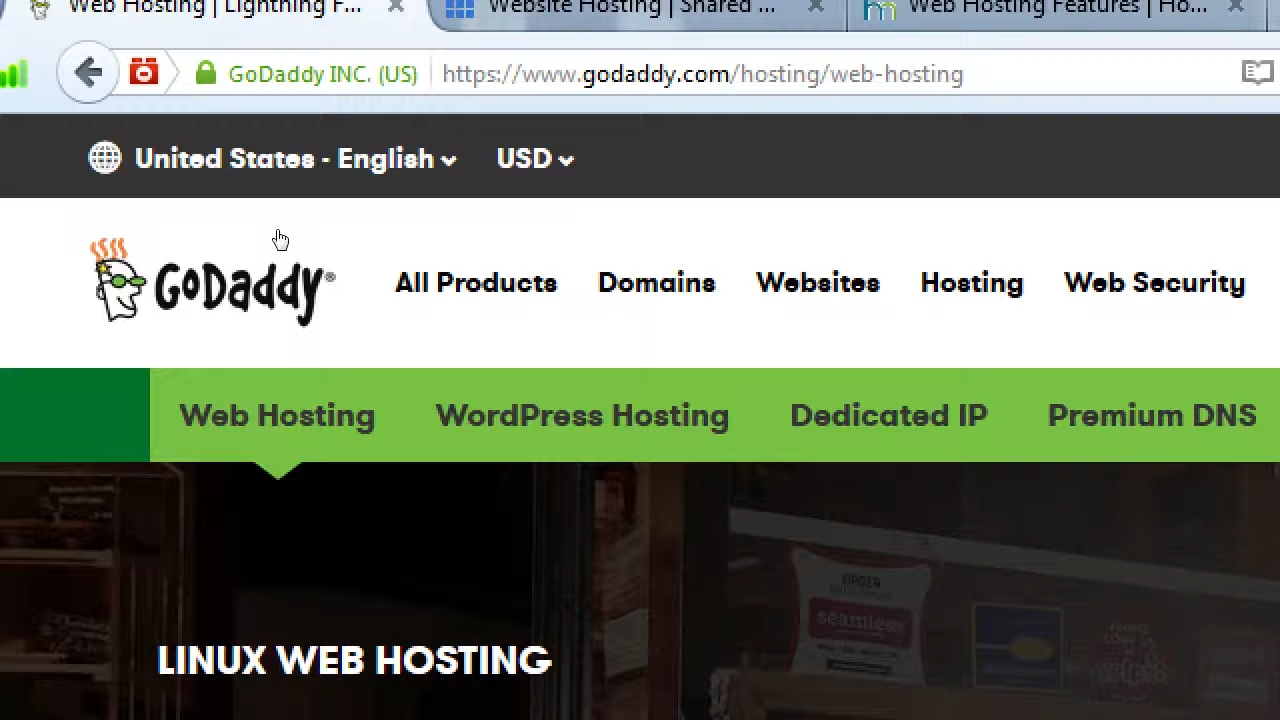 Web Hosting | Lightning F... Website Hosting | Shared ... Web Hosting Features | Ho...
GoDaddy INC. (US) https://www.godaddy.com/hosting/web-hosting
United States - English USD
GoDaddy® All Products Domains Websites Hosting Web Security
Web Hosting WordPress Hosting Dedicated IP Premium DNS
seamless
LINUX WEB HOSTING